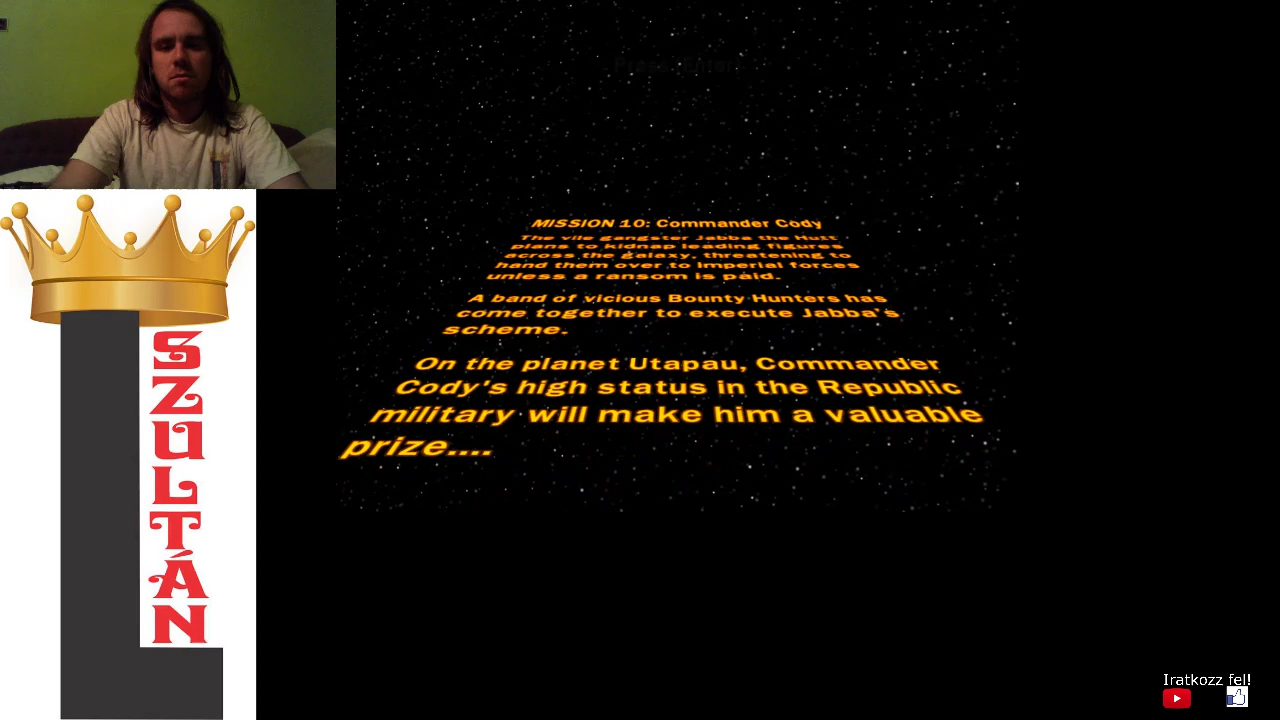 Press Enter
MISSION 10: Commander Cody
The vile gangster Jabba the Hutt
plans to kidnap leading figures
across the galaxy, threatening to
hand them over to Imperial forces
unless a ransom is paid.
A band of vicious Bounty Hunters has
come together to execute Jabba's
scheme.
On the planet Utapau, Commander
Cody's high status in the Republic
military will make him a valuable
prize....
L
SZULTÁN
Iratkozz fel!